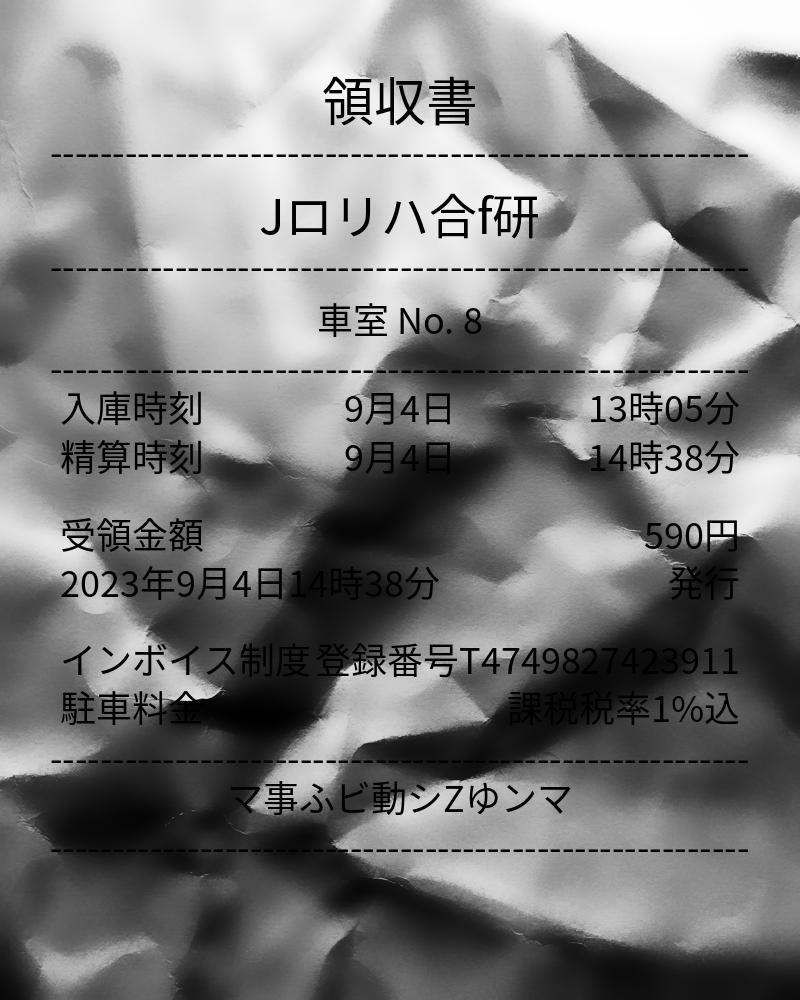 領収書
Jロリハ合f研
車室 No. 8
入庫時刻 9月4日 13時05分
精算時刻 9月4日 14時38分
受領金額 590円
2023年9月4日14時38分 発行
インボイス制度 登録番号T4749827423911
駐車料金 課税税率1%込
マ事ふビ動シZゆンマ